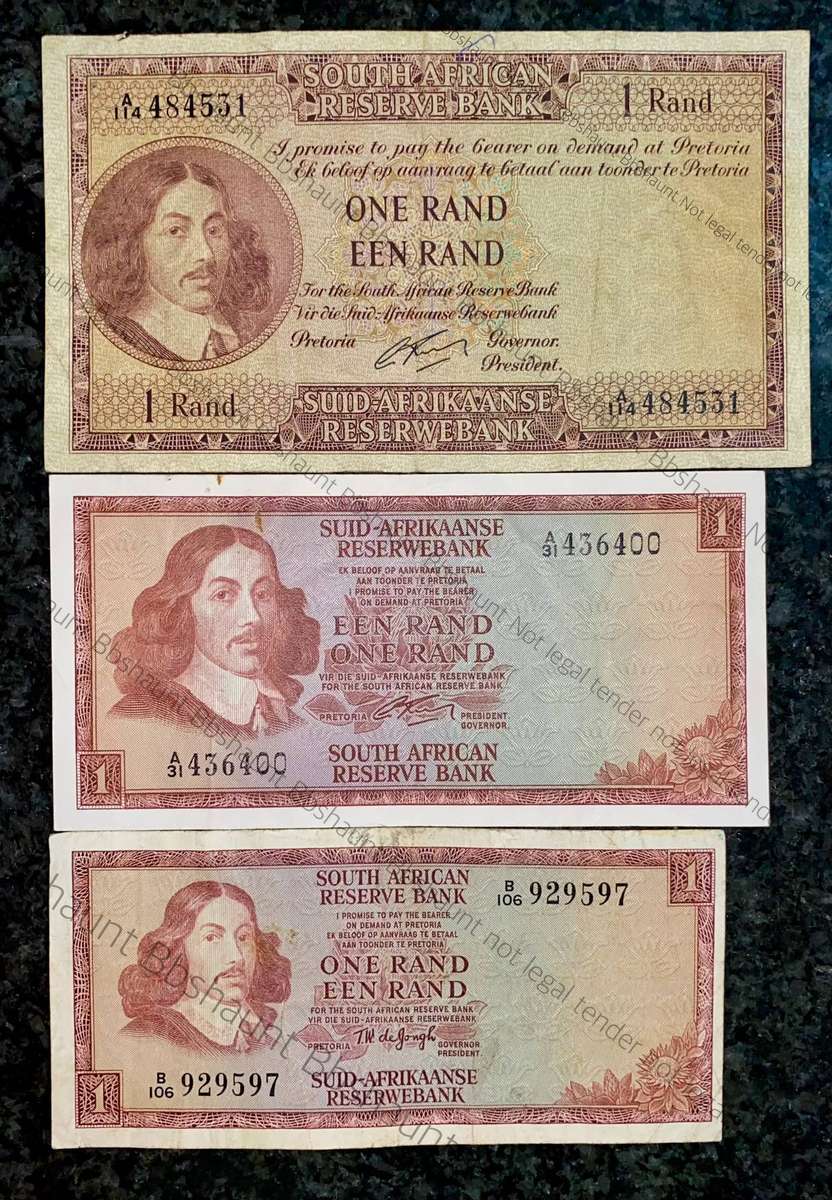 SOUTH AFRICAN
RESERVE BANK
A/114 484531
1 Rand
I promise to pay the bearer on demand at Pretoria
Ek beloof op aanvraag te betaal aan toonder te Pretoria
ONE RAND
EEN RAND
For the South African Reserve Bank
Vir die Suid-Afrikaanse Reserwebank
Pretoria Governor.
President.
1 Rand
SUID-AFRIKAANSE
RESERWEBANK
A/114 484531
1
SUID-AFRIKAANSE
RESERWEBANK
A/31 436400
EK BELOOF OP AANVRAAG TE BETAAL
AAN TOONDER TE PRETORIA
I PROMISE TO PAY THE BEARER
ON DEMAND AT PRETORIA
EEN RAND
ONE RAND
VIR DIE SUID-AFRIKAANSE RESERWEBANK
FOR THE SOUTH AFRICAN RESERVE BANK
PRETORIA PRESIDENT.
GOVERNOR.
1
A/31 436400
SOUTH AFRICAN
RESERVE BANK
1
SOUTH AFRICAN
RESERVE BANK
B/106 929597
I PROMISE TO PAY THE BEARER
ON DEMAND AT PRETORIA
EK BELOOF OP AANVRAAG TE BETAAL
AAN TOONDER TE PRETORIA
ONE RAND
EEN RAND
FOR THE SOUTH AFRICAN RESERVE BANK
VIR DIE SUID-AFRIKAANSE RESERWEBANK
PRETORIA T.W. de Jongh GOVERNOR
PRESIDENT.
1
B/106 929597
SUID-AFRIKAANSE
RESERWEBANK
Bbshaunt Not legal tender